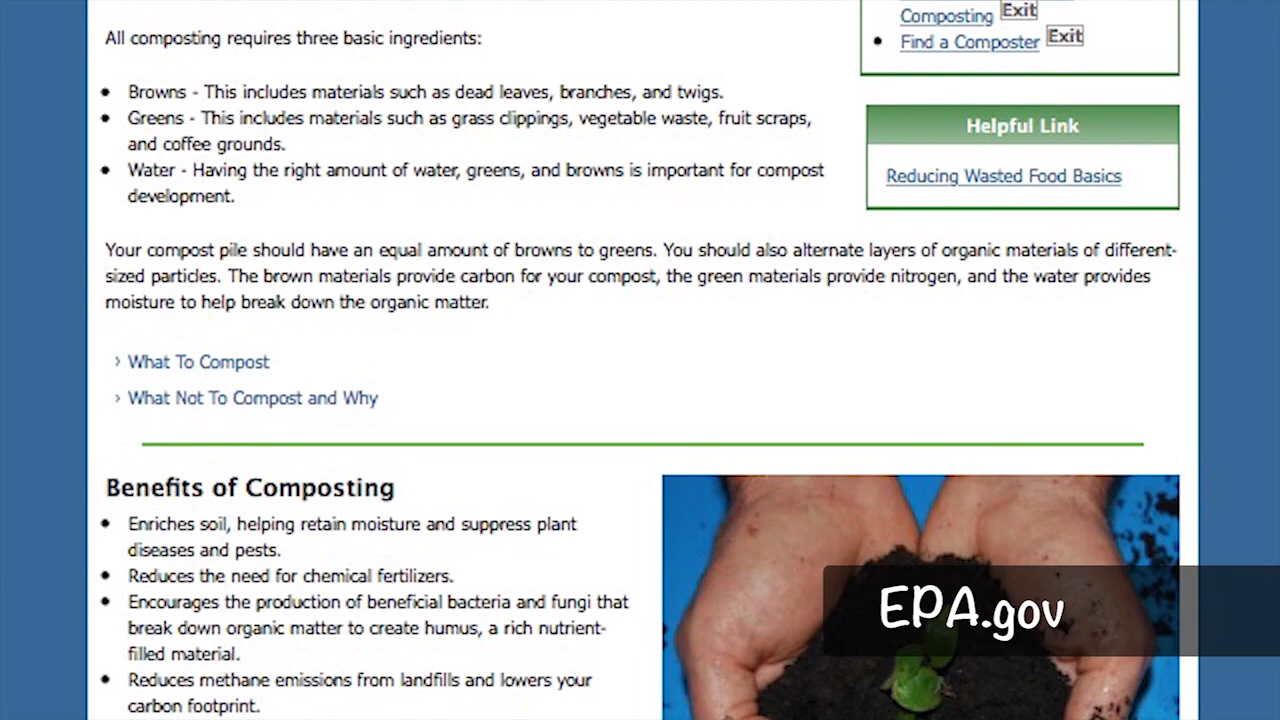 All composting requires three basic ingredients:
Browns - This includes materials such as dead leaves, branches, and twigs.
Greens - This includes materials such as grass clippings, vegetable waste, fruit scraps,
and coffee grounds.
Water - Having the right amount of water, greens, and browns is important for compost
development.
Composting Exit
Find a Composter Exit
Helpful Link
Reducing Wasted Food Basics
Your compost pile should have an equal amount of browns to greens. You should also alternate layers of organic materials of different-
sized particles. The brown materials provide carbon for your compost, the green materials provide nitrogen, and the water provides
moisture to help break down the organic matter.
› What To Compost
› What Not To Compost and Why
Benefits of Composting
Enriches soil, helping retain moisture and suppress plant
diseases and pests.
Reduces the need for chemical fertilizers.
Encourages the production of beneficial bacteria and fungi that
break down organic matter to create humus, a rich nutrient-
filled material.
Reduces methane emissions from landfills and lowers your
carbon footprint.
EPA.gov